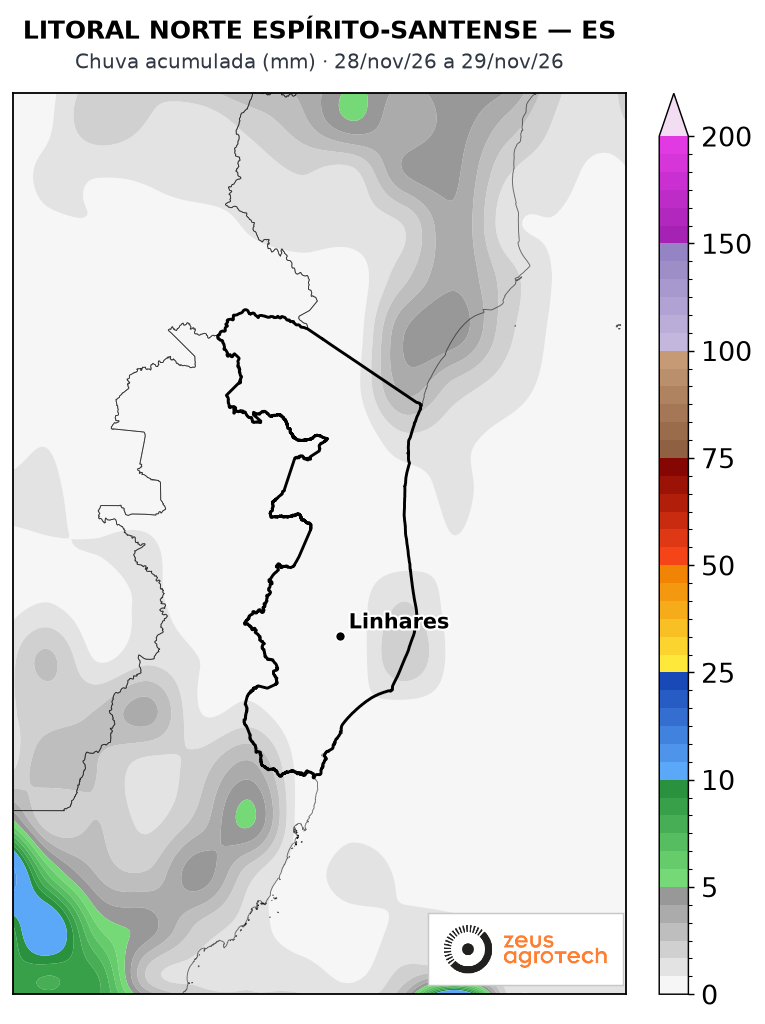 LITORAL NORTE ESPÍRITO-SANTENSE — ES
Chuva acumulada (mm) · 28/nov/26 a 29/nov/26
200
150
100
75
50
25
10
5
0
Linhares
zeus
agrotech